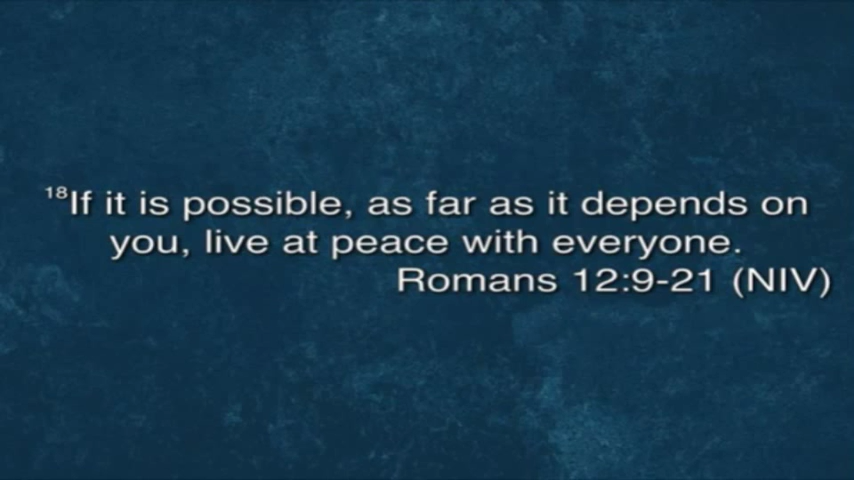 ¹⁸If it is possible, as far as it depends on
you, live at peace with everyone.
Romans 12:9-21 (NIV)